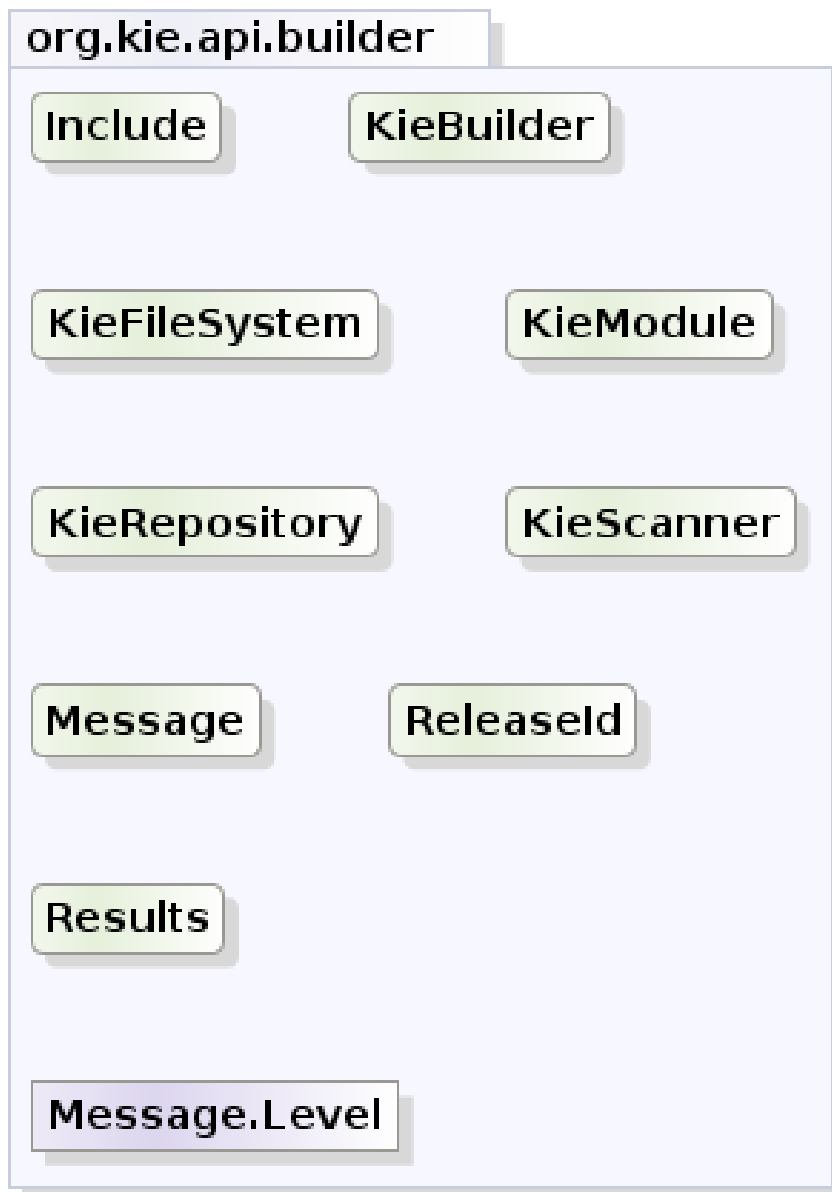 org.kie.api.builder
Include KieBuilder
KieFileSystem KieModule
KieRepository KieScanner
Message ReleaseId
Results
Message.Level